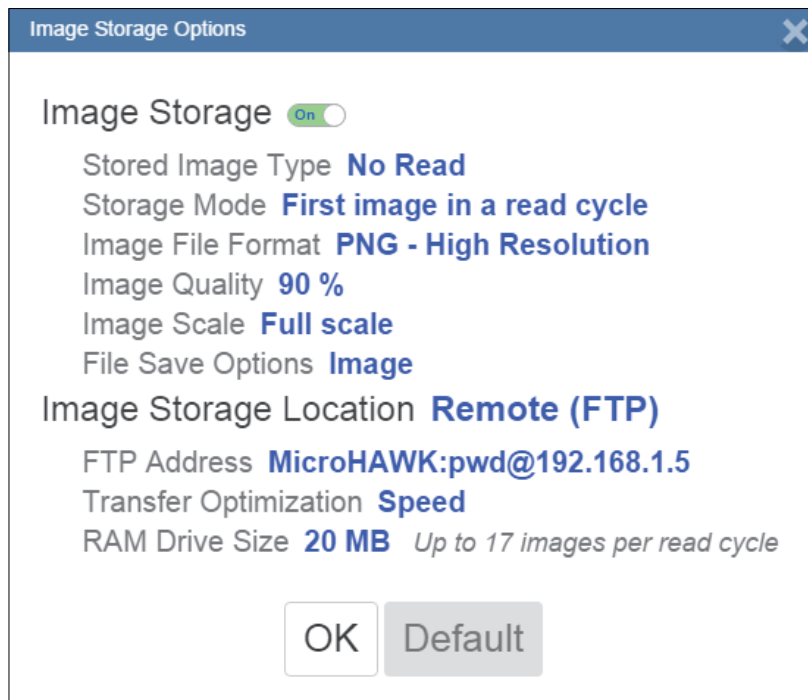 Image Storage Options
Image Storage On
Stored Image Type No Read
Storage Mode First image in a read cycle
Image File Format PNG - High Resolution
Image Quality 90 %
Image Scale Full scale
File Save Options Image
Image Storage Location Remote (FTP)
FTP Address MicroHAWK:pwd@192.168.1.5
Transfer Optimization Speed
RAM Drive Size 20 MB Up to 17 images per read cycle
OK Default